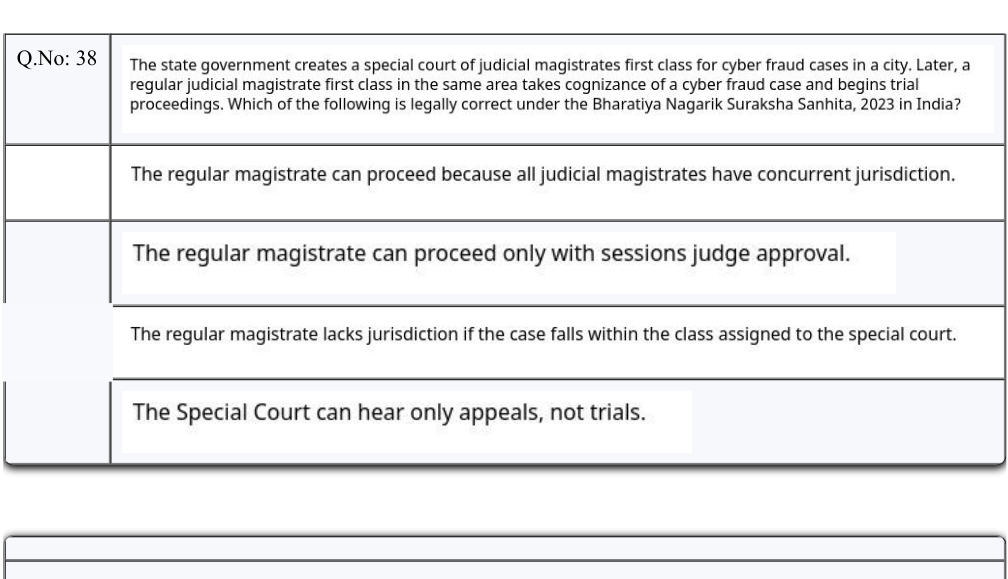 Q.No: 38
The state government creates a special court of judicial magistrates first class for cyber fraud cases in a city. Later, a
regular judicial magistrate first class in the same area takes cognizance of a cyber fraud case and begins trial
proceedings. Which of the following is legally correct under the Bharatiya Nagarik Suraksha Sanhita, 2023 in India?
The regular magistrate can proceed because all judicial magistrates have concurrent jurisdiction.
The regular magistrate can proceed only with sessions judge approval.
The regular magistrate lacks jurisdiction if the case falls within the class assigned to the special court.
The Special Court can hear only appeals, not trials.